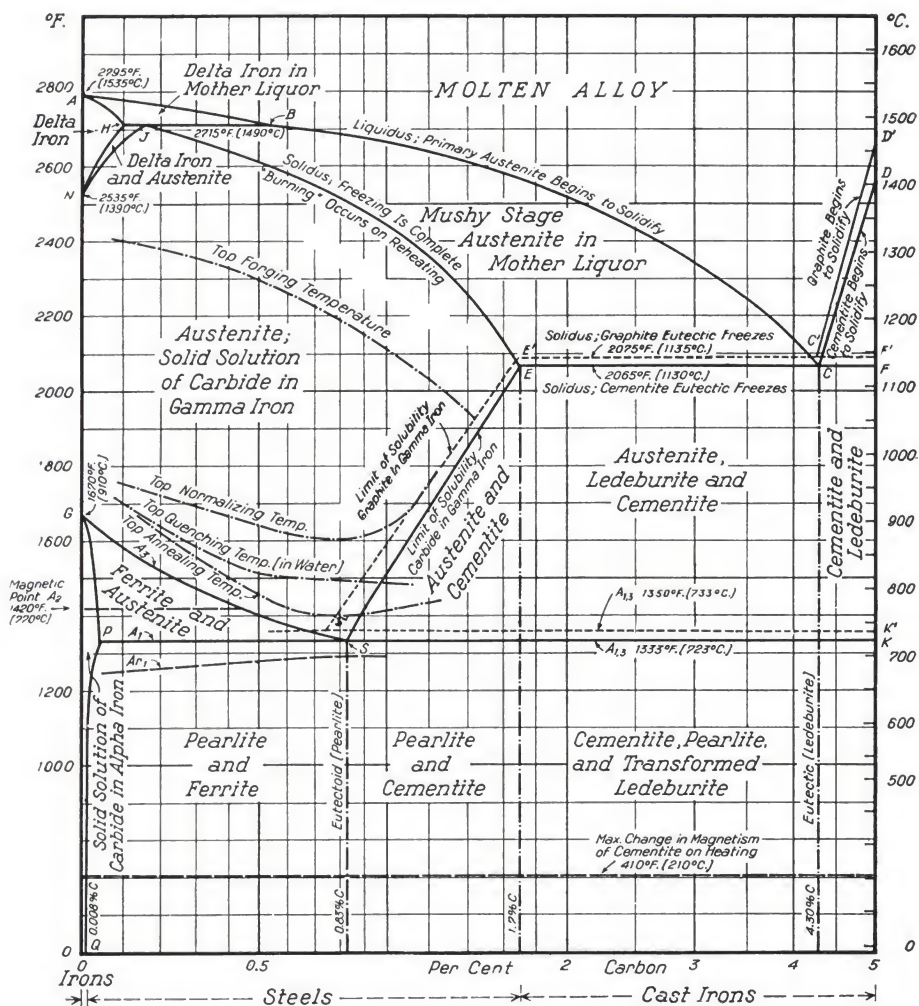 °F.
°C.
1600
2795°F.
(1535°C.)
Delta Iron in
Mother Liquor
MOLTEN ALLOY
2800
A
B
1500
H
J
2715°F. (1490°C)
Delta
Iron
Liquidus; Primary Austenite Begins to Solidify
D'
2600
Delta Iron
and Austenite
D
1400
N
2535°F.
(1390°C.)
Solidus; Freezing Is Complete
"Burning" Occurs on Reheating
Mushy Stage
Austenite in
Mother Liquor
Graphite Begins
to Solidify
Cementite Begins
to Solidify
2400
1300
Top Forging Temperature
2200
1200
Austenite;
Solid Solution
of Carbide in
Gamma Iron
E'
Solidus; Graphite Eutectic Freezes
2075°F. (1135°C.)
C'
F'
E
2065°F. (1130°C.)
Solidus; Cementite Eutectic Freezes
C
F
1100
2000
Limit of Solubility
Graphite In Gamma Iron
Limit of Solubility
Carbide in Gamma Iron
Austenite and
Cementite
Austenite,
Ledeburite and
Cementite
Cementite and
Ledeburite
1800
1000
1670°F.
(910°C.)
G
Top Normalizing Temp.
900
1600
Top Quenching Temp. (in Water)
Top Annealing Temp.
A3
Magnetic
Point A2
1420°F.
(770°C)
Ferrite and
Austenite
800
A1,3 1350°F. (733°C)
K'
P
A1
S
K
A1,3 1333°F. (723°C)
Ar1
700
1200
Solid Solution of
Carbide in Alpha Iron
Pearlite
and
Ferrite
Eutectoid (Pearlite)
Pearlite
and
Cementite
Cementite, Pearlite,
and Transformed
Ledeburite
Eutectic (Ledeburite)
600
1000
500
Max. Change in Magnetism
of Cementite on Heating
410°F. (210°C.)
0.008%C
0.83%C
1.7%C
4.30%C
0
0
0
0.5
Per Cent
2
Carbon
3
4
5
Irons
Steels
Cast Irons